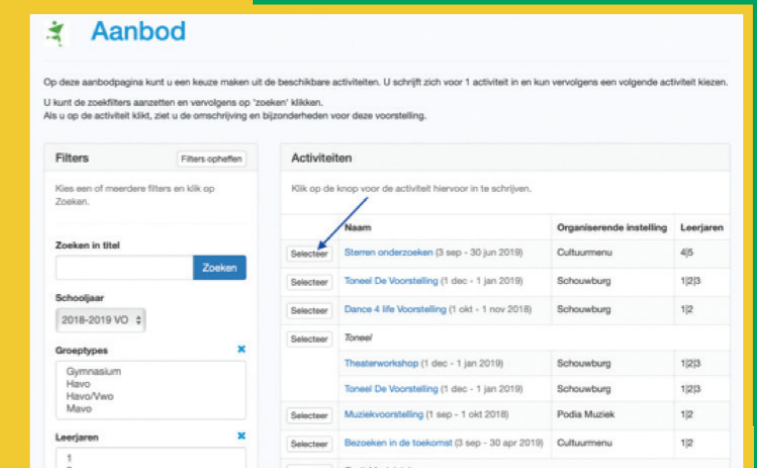 Aanbod
Op deze aanbodpagina kunt u een keuze maken uit de beschikbare activiteiten. U schrijft zich voor 1 activiteit in en kun vervolgens een volgende activiteit kiezen.
U kunt de zoekfilters aanzetten en vervolgens op 'zoeken' klikken.
Als u op de activiteit klikt, ziet u de omschrijving en bijzonderheden voor deze voorstelling.
Filters
Filters opheffen
Kies een of meerdere filters en klik op
Zoeken.
Zoeken in titel
Zoeken
Schooljaar
2018-2019 VO
Groeptypes
Gymnasium
Havo
Havo/Vwo
Mavo
Leerjaren
1
Activiteiten
Klik op de knop voor de activiteit hiervoor in te schrijven.
Naam Organiserende instelling Leerjaren
Selecteer Sterren onderzoeken (3 sep - 30 jun 2019) Cultuurmenu 4|5
Selecteer Toneel De Voorstelling (1 dec - 1 jan 2019) Schouwburg 1|2|3
Selecteer Dance 4 life Voorstelling (1 okt - 1 nov 2018) Schouwburg 1|2
Selecteer Toneel
Theaterworkshop (1 dec - 1 jan 2019) Schouwburg 1|2|3
Toneel De Voorstelling (1 dec - 1 jan 2019) Schouwburg 1|2|3
Selecteer Muziekvoorstelling (1 sep - 1 okt 2018) Podia Muziek 1|2
Selecteer Bezoeken in de toekomst (3 sep - 30 apr 2019) Cultuurmenu 1|2